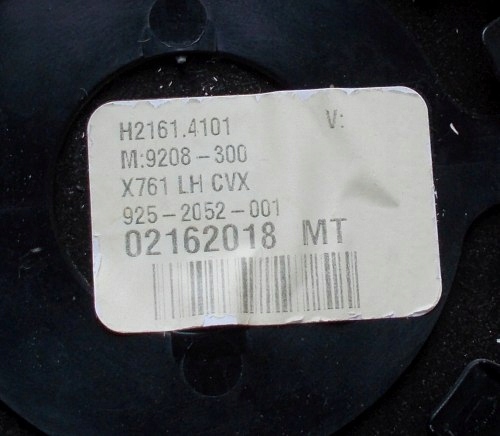 H2161.4101 V:
M:9208-300
X761 LH CVX
925-2052-001
02162018 MT